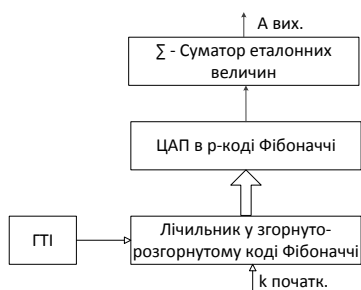 А вих.
∑ - Суматор еталонних
величин
ЦАП в р-коді Фібоначчі
ГТІ
Лічильник у згорнуто-
розгорнутому коді Фібоначчі
k початк.